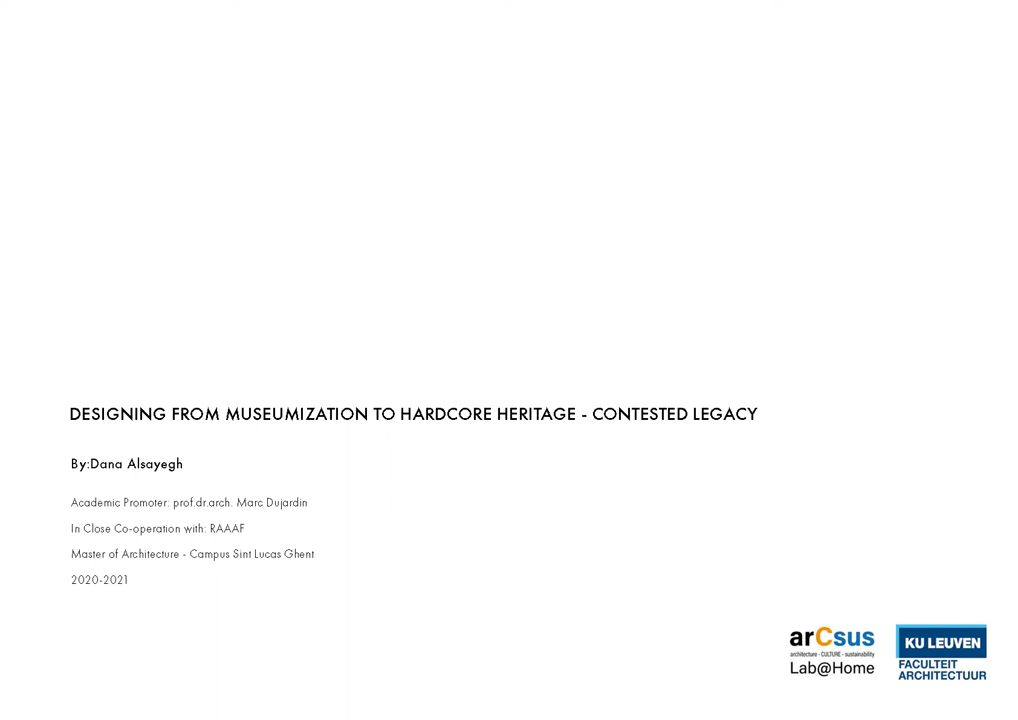 DESIGNING FROM MUSEUMIZATION TO HARDCORE HERITAGE - CONTESTED LEGACY
By:Dana Alsayegh
Academic Promoter: prof.dr.arch. Marc Dujardin
In Close Co-operation with: RAAAF
Master of Architecture - Campus Sint Lucas Ghent
2020-2021
arCsus
architecture - CULTURE - sustainability
Lab@Home
KU LEUVEN
FACULTEIT
ARCHITECTUUR